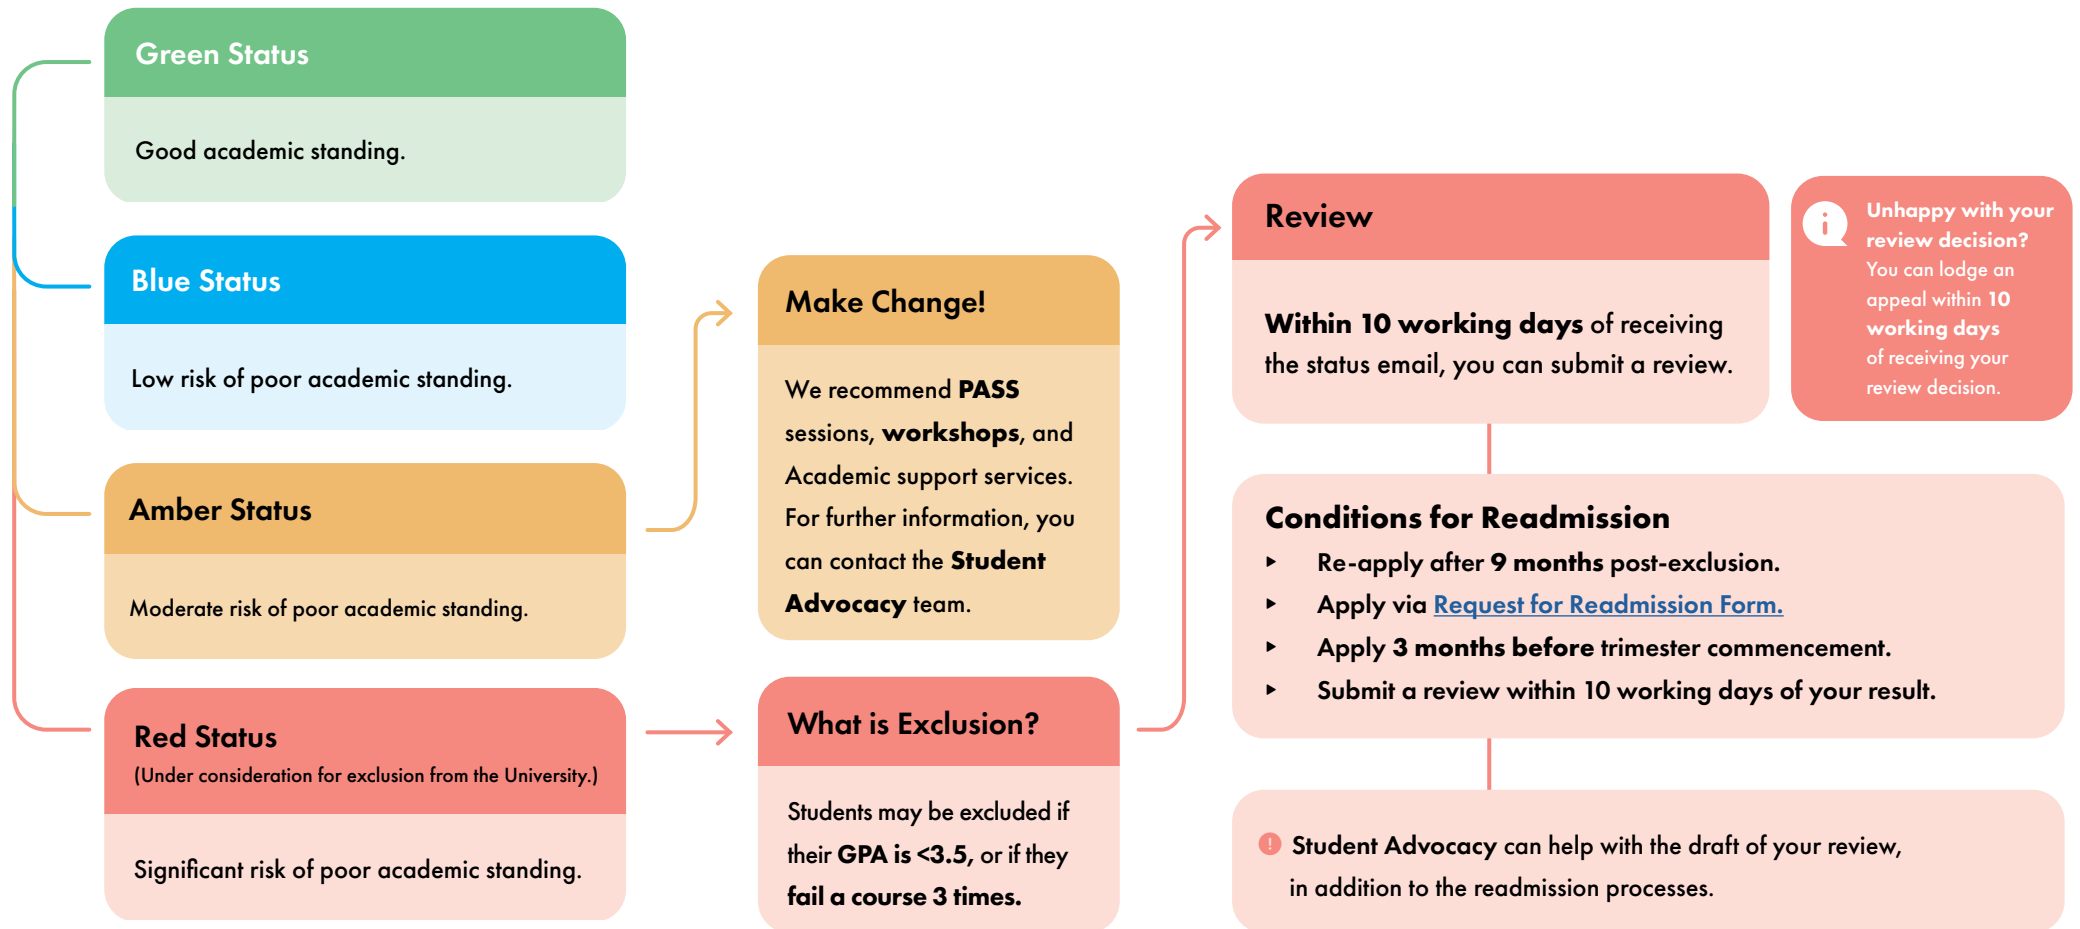 Green Status
Good academic standing.
Blue Status
Low risk of poor academic standing.
Amber Status
Moderate risk of poor academic standing.
Red Status
(Under consideration for exclusion from the University.)
Significant risk of poor academic standing.
Make Change!
We recommend PASS
sessions, workshops, and
Academic support services.
For further information, you
can contact the Student
Advocacy team.
What is Exclusion?
Students may be excluded if
their GPA is <3.5, or if they
fail a course 3 times.
Review
Within 10 working days of receiving
the status email, you can submit a review.
Unhappy with your
review decision?
You can lodge an
appeal within 10
working days
of receiving your
review decision.
Conditions for Readmission
▸ Re-apply after 9 months post-exclusion.
▸ Apply via Request for Readmission Form.
▸ Apply 3 months before trimester commencement.
▸ Submit a review within 10 working days of your result.
Student Advocacy can help with the draft of your review,
in addition to the readmission processes.